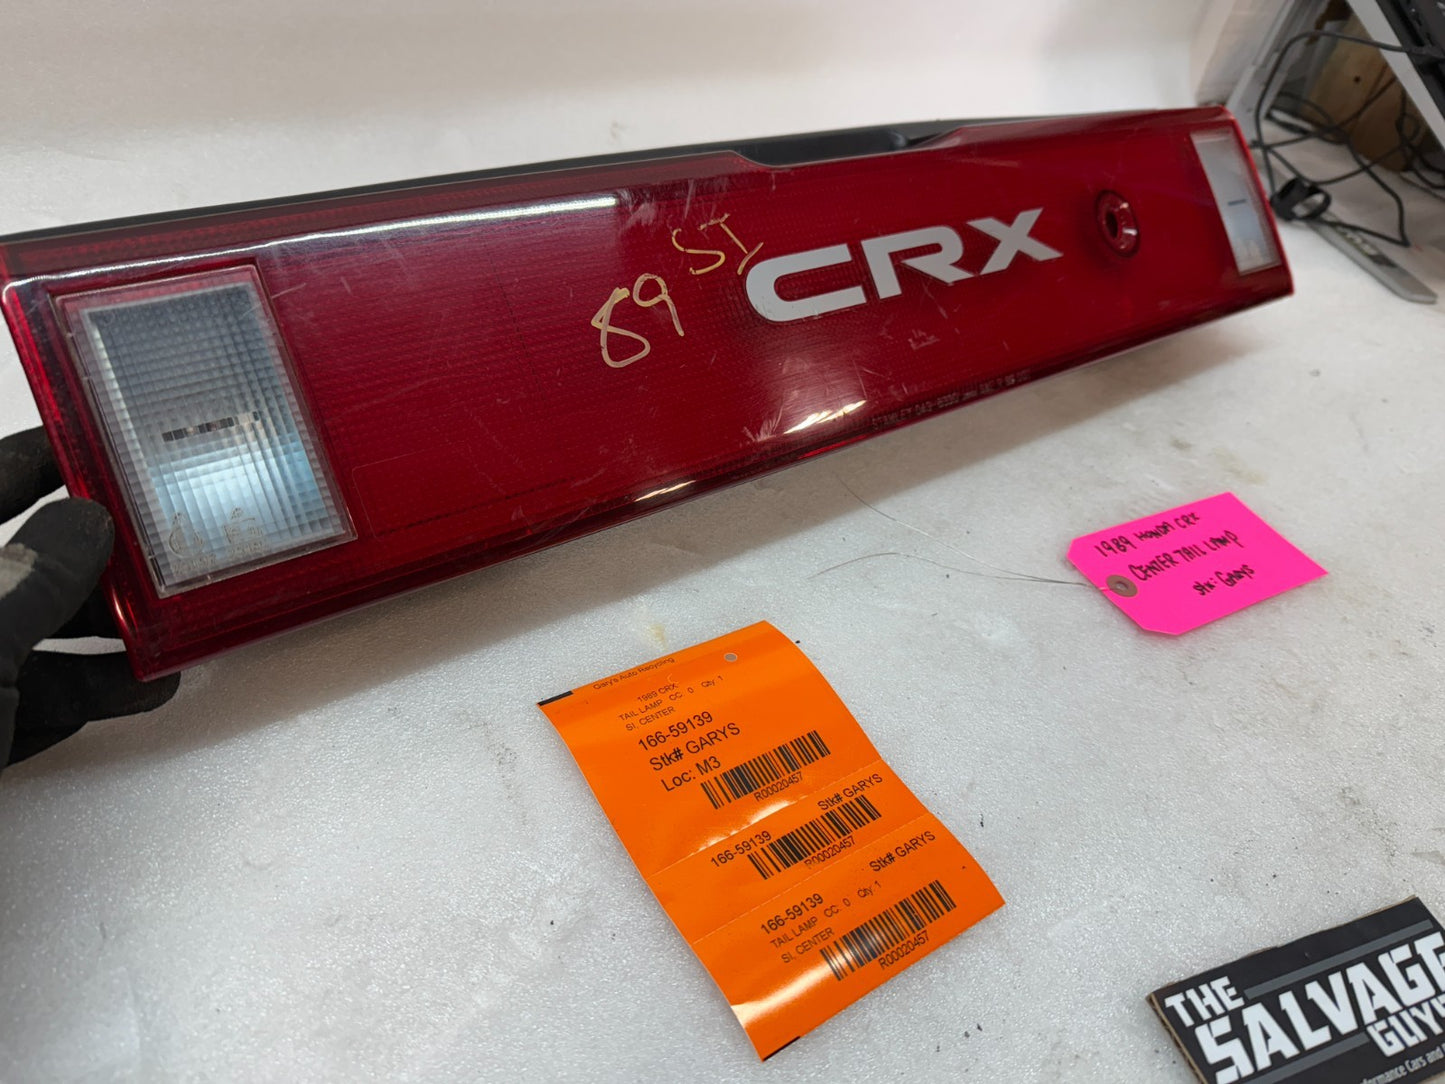 89 SI
CRX
STANLEY 043-8330
1989 HONDA CRX
CENTER TAIL LAMP
stk: Garys
Gary's Auto Recycling
1989 CRX
TAIL LAMP CC: 0 Qty 1
SI, CENTER
166-59139
Stk# GARYS
Loc: M3
R00020457
Stk# GARYS
166-59139
R00020457
Stk# GARYS
166-59139
TAIL LAMP CC: 0 Qty 1
SI, CENTER
R00020457
THE
SALVAGE
GUYS